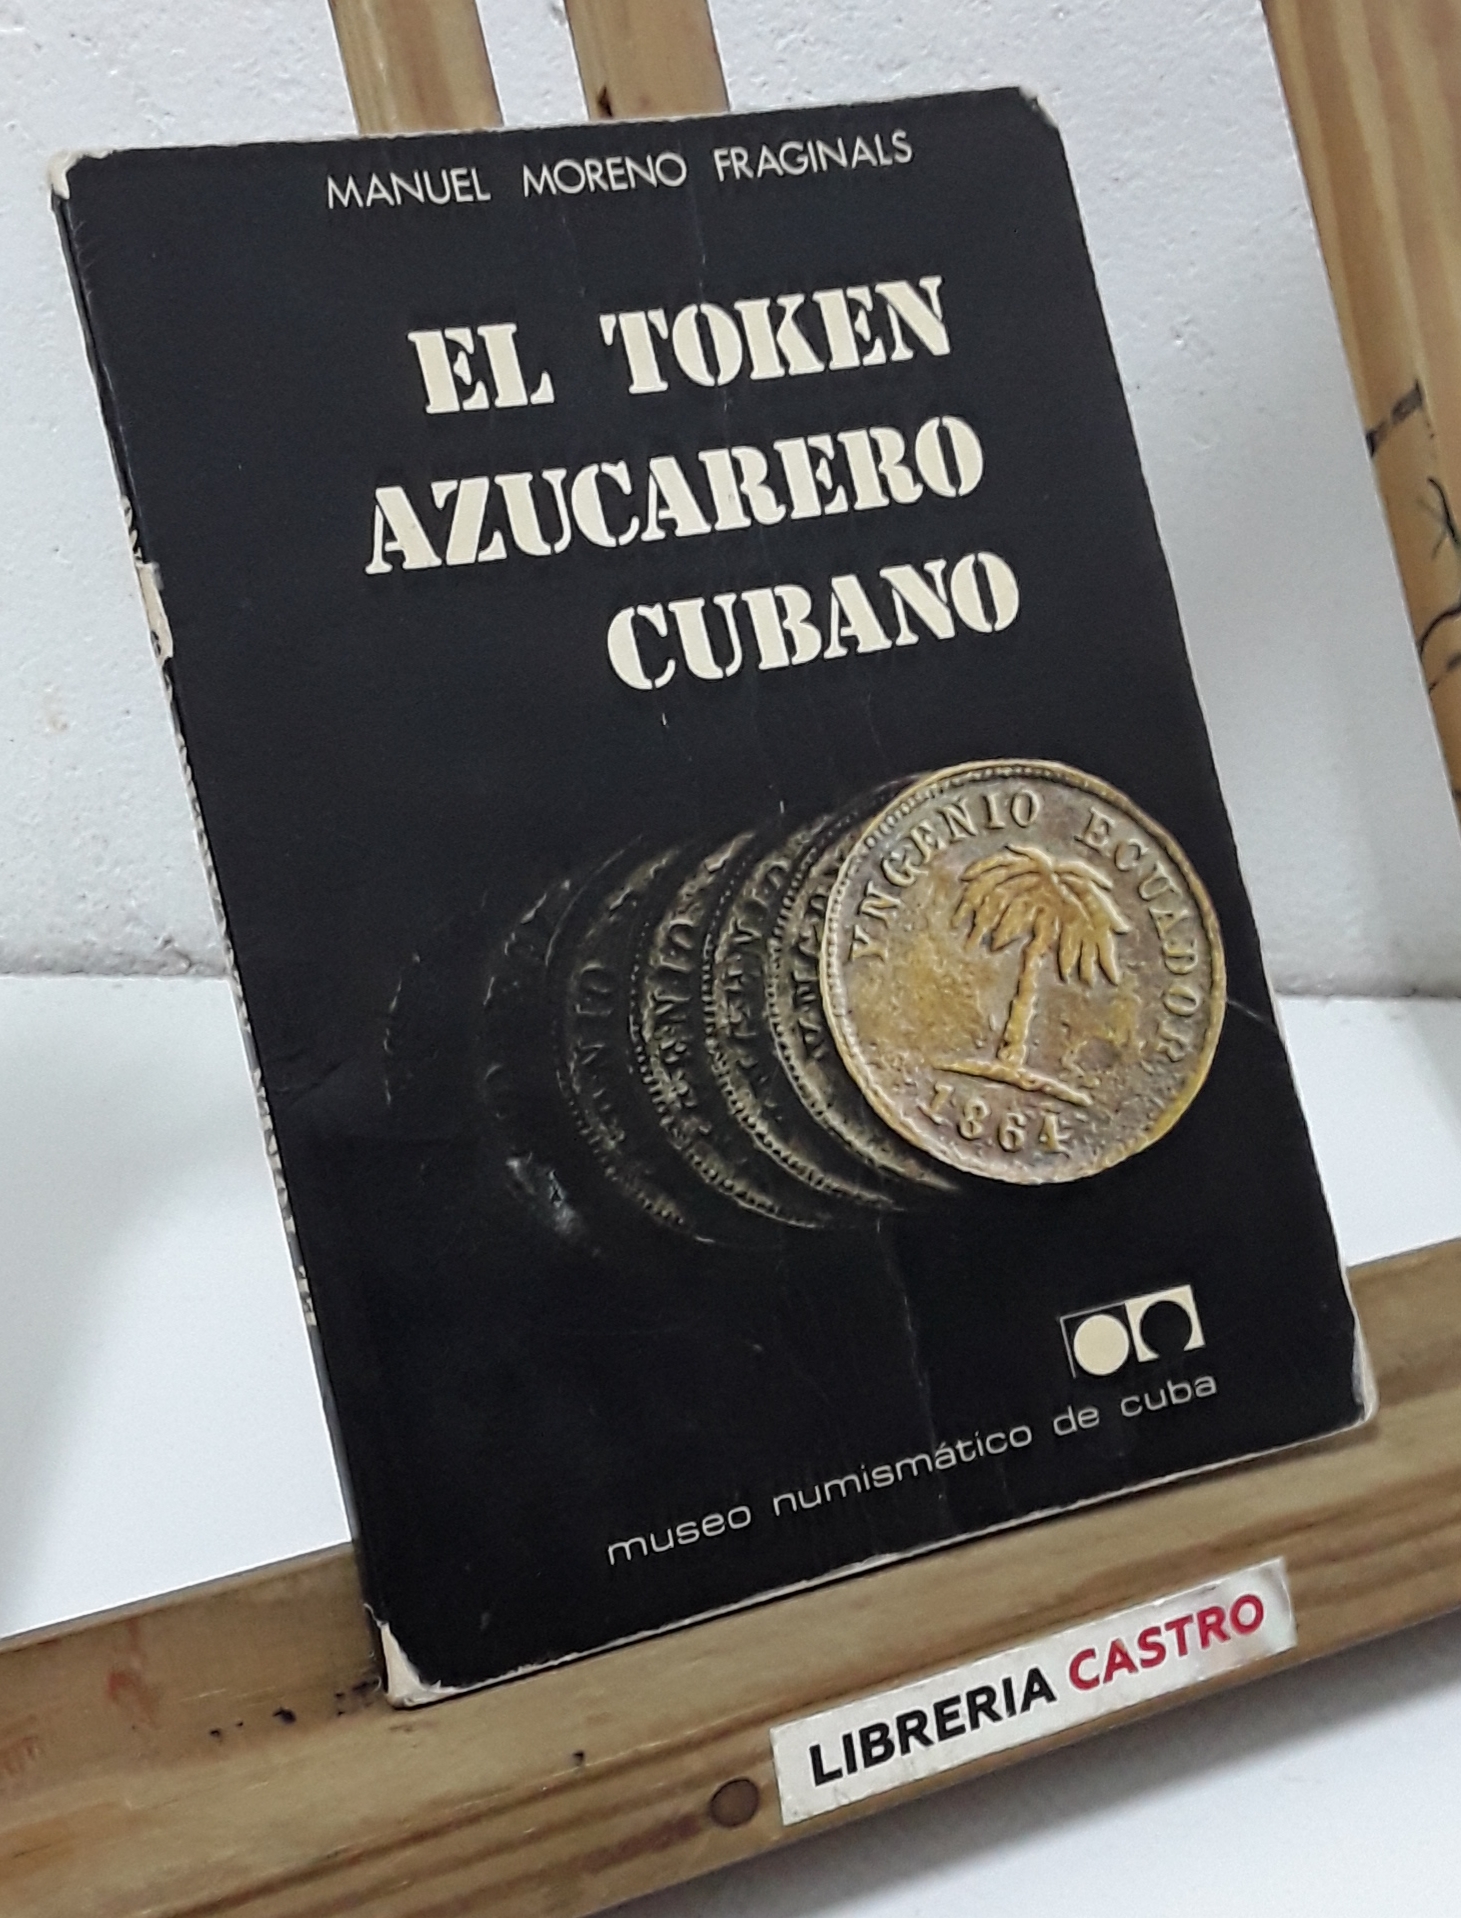 MANUEL MORENO FRAGINALS
EL TOKEN
AZUCARERO
CUBANO
YNGENIO ECUADOR
1864
museo numismático de cuba
LIBRERIA CASTRO